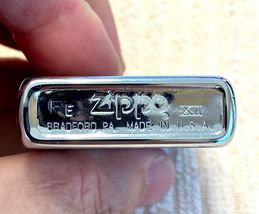 E Zippo XII
BRADFORD, PA. MADE IN U.S.A.